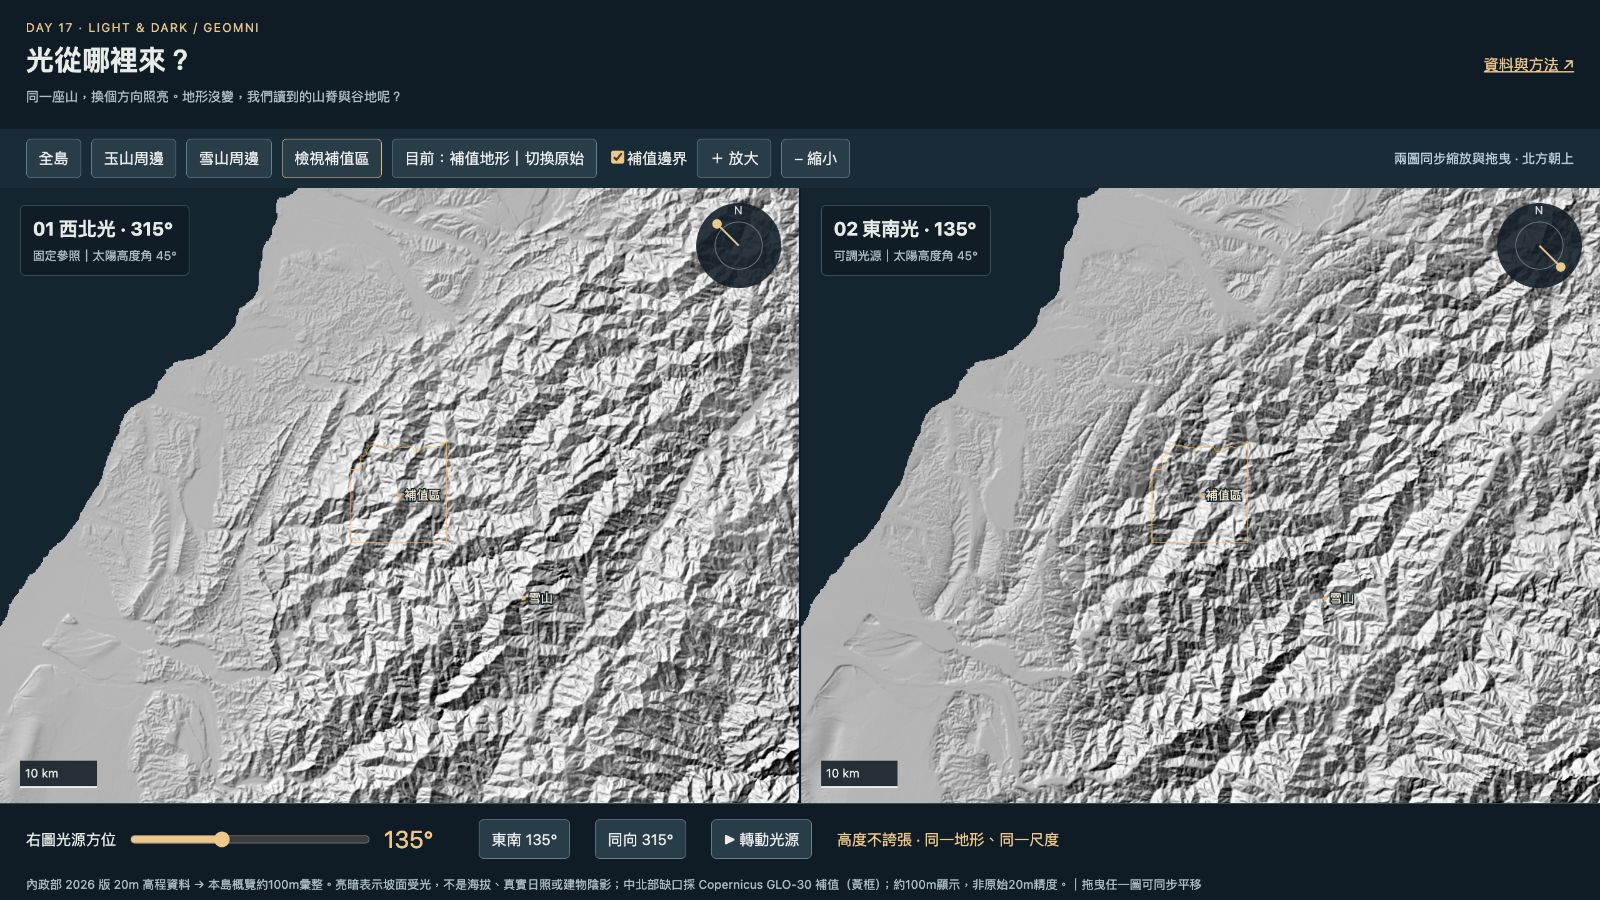 DAY 17 · LIGHT & DARK / GEOMNI
光從哪裡來？
同一座山，換個方向照亮。地形沒變，我們讀到的山脊與谷地呢？
資料與方法 ↗
全島
玉山周邊
雪山周邊
檢視補值區
目前：補值地形｜切換原始
補值邊界
＋ 放大
– 縮小
兩圖同步縮放與拖曳 · 北方朝上
01 西北光 · 315°
固定參照｜太陽高度角 45°
N
補值區
雪山
10 km
02 東南光 · 135°
可調光源｜太陽高度角 45°
N
補值區
雪山
10 km
右圖光源方位
135°
東南 135°
同向 315°
▶ 轉動光源
高度不誇張 · 同一地形、同一尺度
內政部 2026 版 20m 高程資料 → 本島概覽約100m彙整。亮暗表示坡面受光，不是海拔、真實日照或建物陰影；中北部缺口採 Copernicus GLO-30 補值（黃框）；約100m顯示，非原始20m精度。｜拖曳任一圖可同步平移